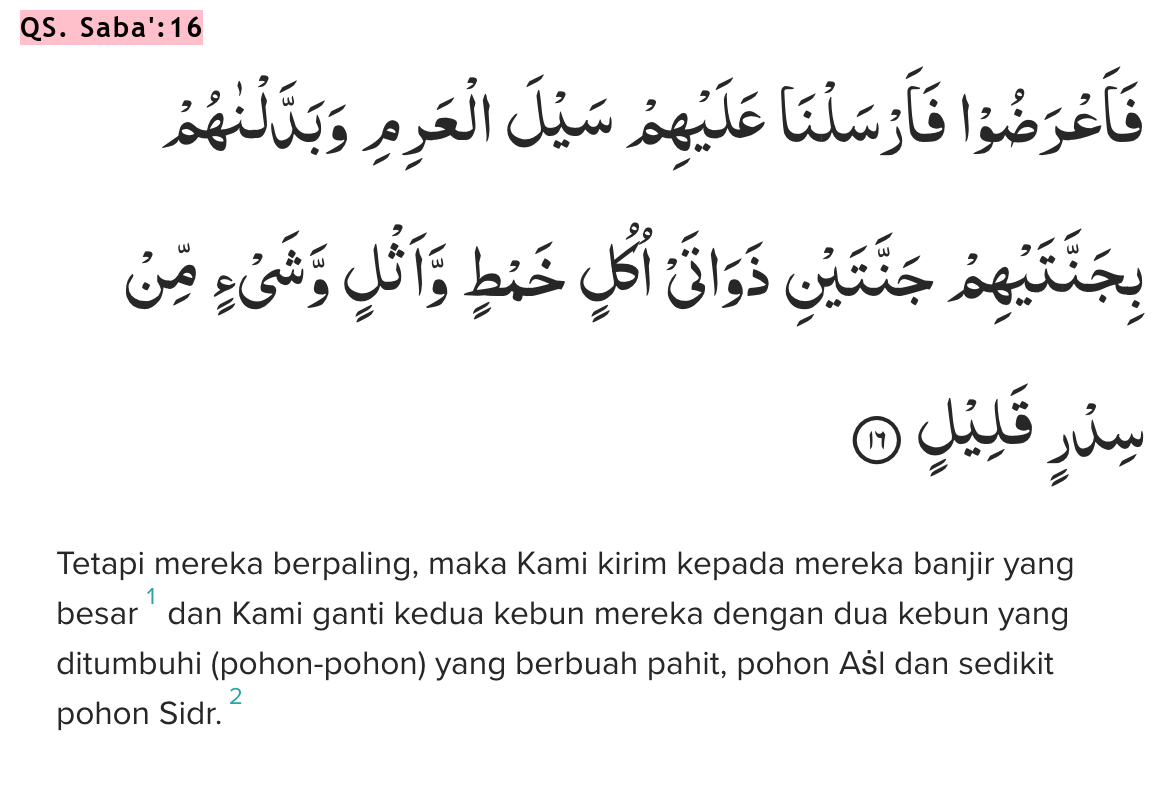 QS. Saba':16
فَاَعْرَضُوْا فَاَرْسَلْنَا عَلَيْهِمْ سَيْلَ الْعَرِمِ وَبَدَّلْنٰهُمْ
بِجَنَّتَيْهِمْ جَنَّتَيْنِ ذَوَاتَيْ اُكُلٍ خَمْطٍ وَّاَثْلٍ وَّشَيْءٍ مِّنْ
سِدْرٍ قَلِيْلٍ ١٦
Tetapi mereka berpaling, maka Kami kirim kepada mereka banjir yang
besar 1 dan Kami ganti kedua kebun mereka dengan dua kebun yang
ditumbuhi (pohon-pohon) yang berbuah pahit, pohon Aṡl dan sedikit
pohon Sidr. 2